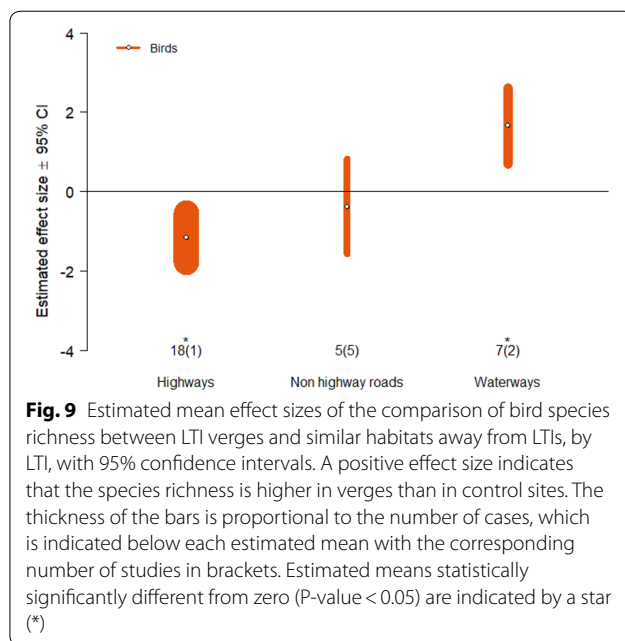 4
Birds
2
Estimated effect size ± 95% CI
0
-2
-4
* *
18(1) 5(5) 7(2)
Highways Non highway roads Waterways
Fig. 9 Estimated mean effect sizes of the comparison of bird species
richness between LTI verges and similar habitats away from LTIs, by
LTI, with 95% confidence intervals. A positive effect size indicates
that the species richness is higher in verges than in control sites. The
thickness of the bars is proportional to the number of cases, which
is indicated below each estimated mean with the corresponding
number of studies in brackets. Estimated means statistically
significantly different from zero (P-value < 0.05) are indicated by a star
(*)